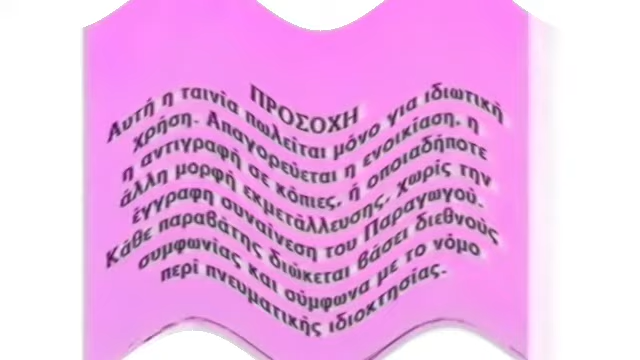 ΠΡΟΣΟΧΗ
Αυτή η ταινία πωλείται μόνο για ιδιωτική
χρήση. Απαγορεύεται η ενοικίαση, η
η αντιγραφή σε κόπιες, ή οποιαδήποτε
άλλη μορφή εκμετάλλευσης, χωρίς την
έγγραφη συναίνεση του Παραγωγού.
Κάθε παραβάτης διώκεται βάσει διεθνούς
συμφωνίας και σύμφωνα με το νόμο
περί πνευματικής ιδιοκτησίας.